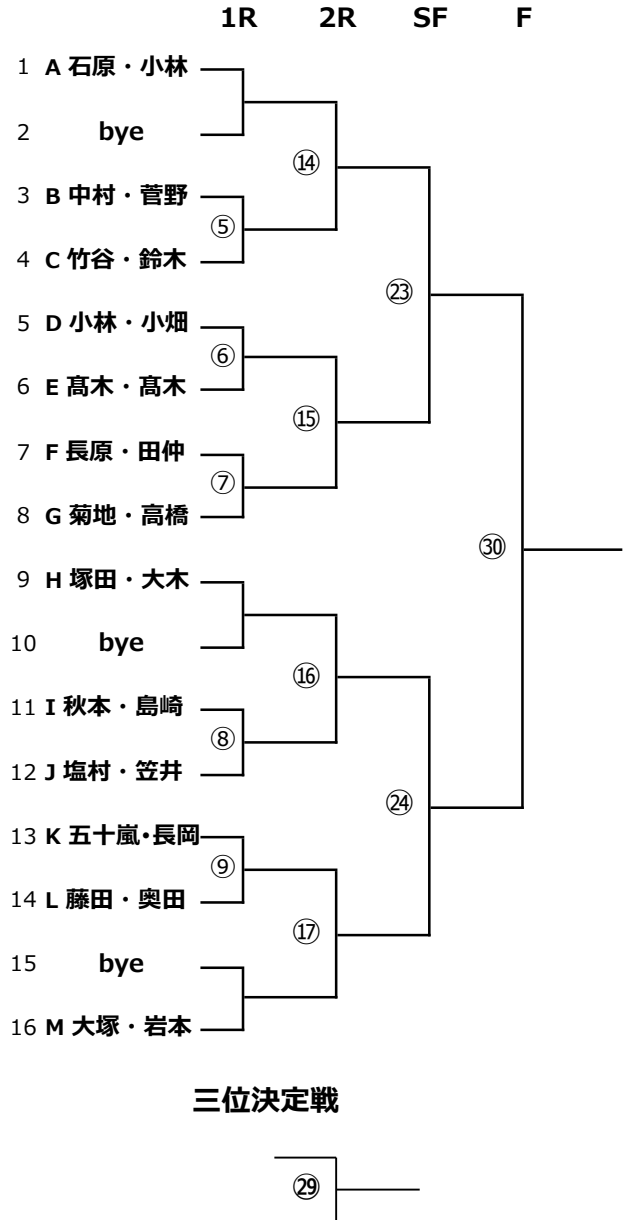 1R 2R SF F
1 A 石原・小林
2 bye
⑭
3 B 中村・菅野
⑤
4 C 竹谷・鈴木
㉓
5 D 小林・小畑
⑥
6 E 髙木・髙木
⑮
7 F 長原・田仲
⑦
8 G 菊地・高橋
㉚
9 H 塚田・大木
10 bye
⑯
11 I 秋本・島崎
⑧
12 J 塩村・笠井
㉔
13 K 五十嵐・長岡
⑨
14 L 藤田・奥田
⑰
15 bye
16 M 大塚・岩本
三位決定戦
㉙